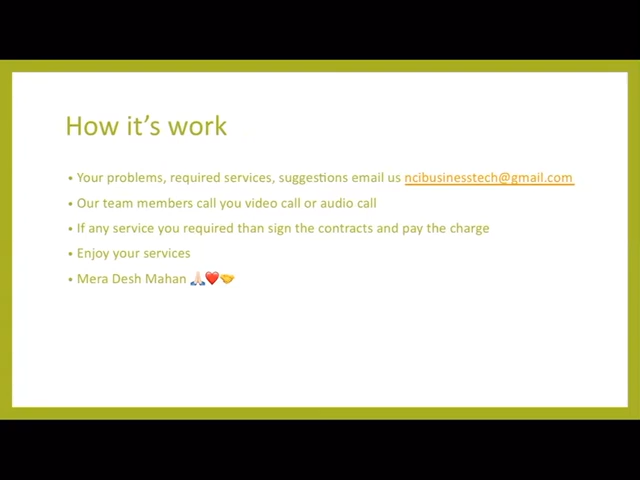 How it’s work
• Your problems, required services, suggestions email us ncibusinesstech@gmail.com
• Our team members call you video call or audio call
• If any service you required than sign the contracts and pay the charge
• Enjoy your services
• Mera Desh Mahan 🙏🏻❤️🤝